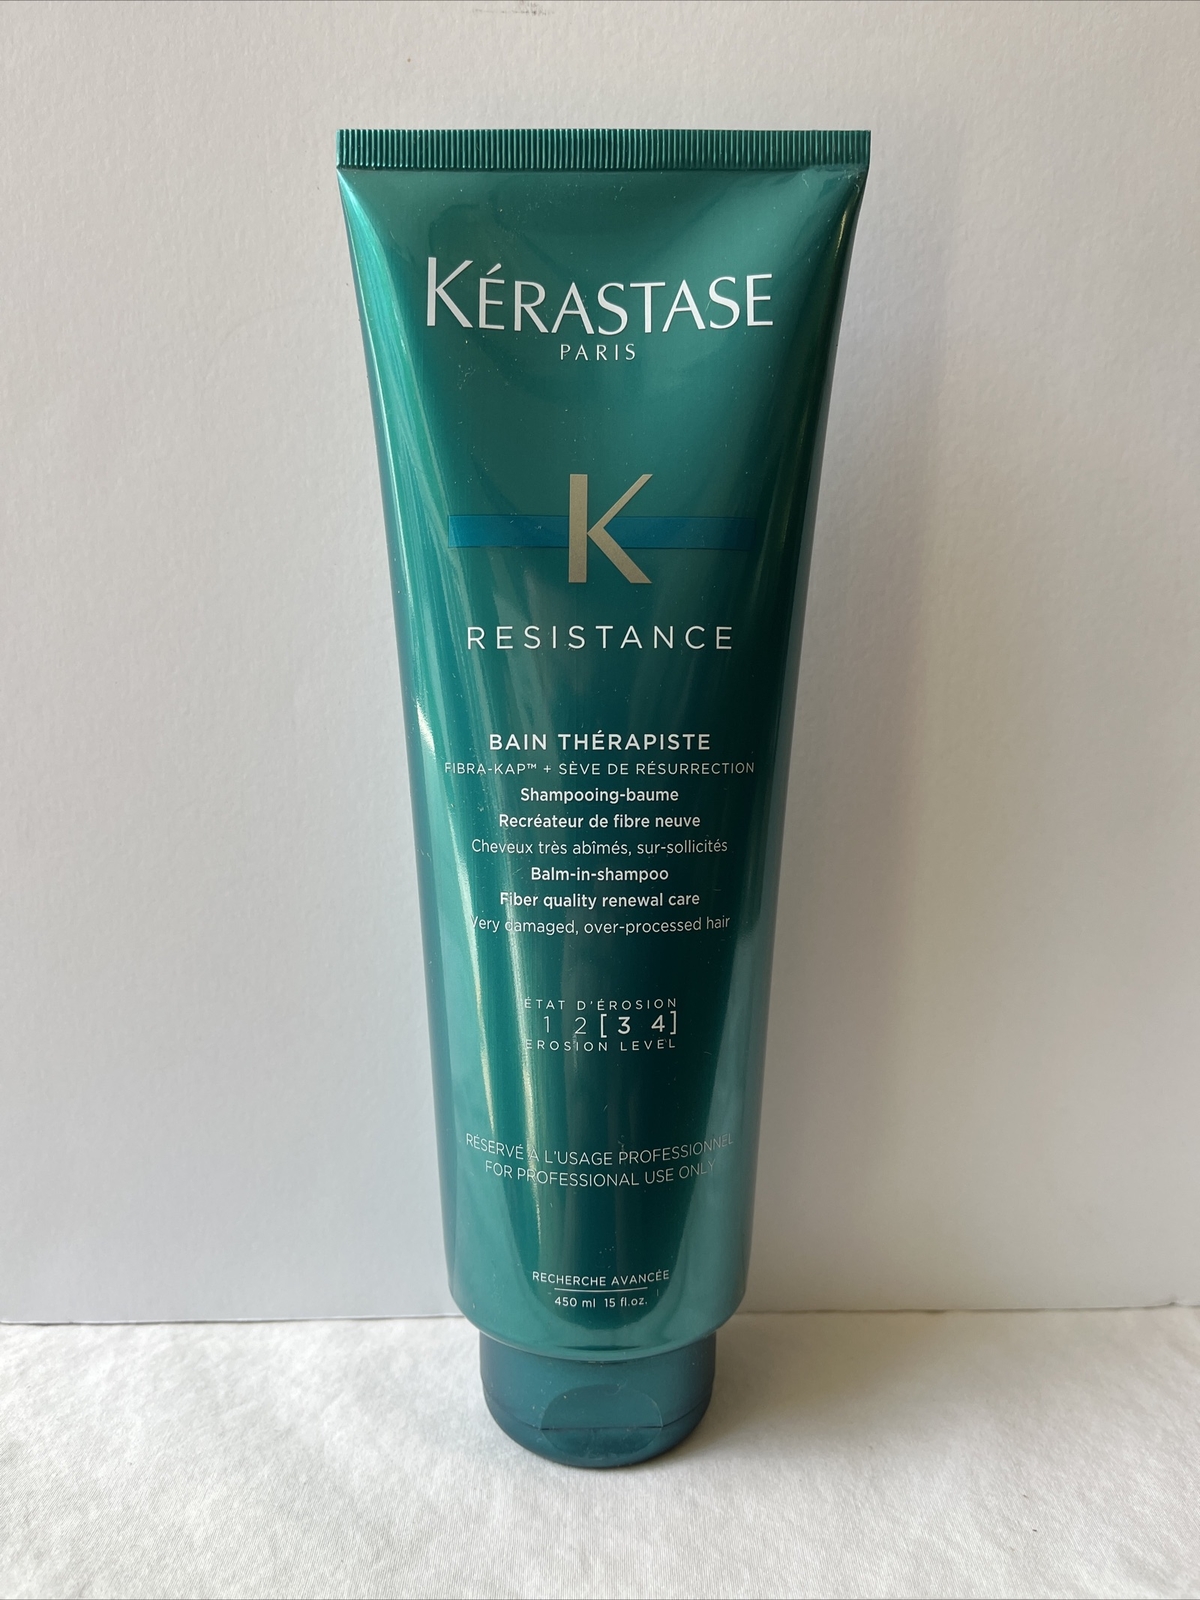 KÉRASTASE
PARIS
K
RESISTANCE
BAIN THÉRAPISTE
FIBRA-KAP™ + SÈVE DE RÉSURRECTION
Shampooing-baume
Recréateur de fibre neuve
Cheveux très abîmés, sur-sollicités
Balm-in-shampoo
Fiber quality renewal care
Very damaged, over-processed hair
ÉTAT D'ÉROSION
1 2 [3 4]
EROSION LEVEL
RÉSERVÉ À L'USAGE PROFESSIONNEL
FOR PROFESSIONAL USE ONLY
RECHERCHE AVANCÉE
450 ml 15 fl.oz.